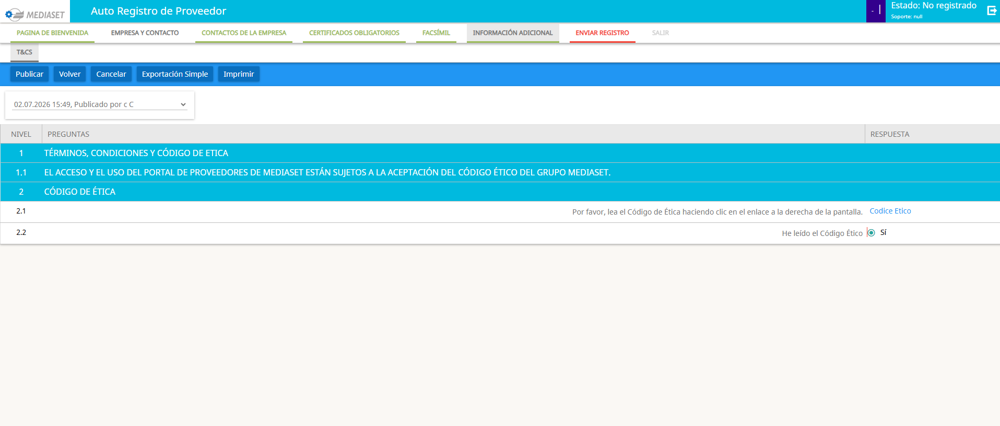 MEDIASET
Auto Registro de Proveedor
- |
Estado: No registrado
Soporte: null
PAGINA DE BIENVENIDA
EMPRESA Y CONTACTO
CONTACTOS DE LA EMPRESA
CERTIFICADOS OBLIGATORIOS
FACSÍMIL
INFORMACIÓN ADICIONAL
ENVIAR REGISTRO
SALIR
T&CS
Publicar
Volver
Cancelar
Exportación Simple
Imprimir
02.07.2026 15:49, Publicado por c C
NIVEL PREGUNTAS RESPUESTA
1 TÉRMINOS, CONDICIONES Y CÓDIGO DE ETICA
1.1 EL ACCESO Y EL USO DEL PORTAL DE PROVEEDORES DE MEDIASET ESTÁN SUJETOS A LA ACEPTACIÓN DEL CÓDIGO ÉTICO DEL GRUPO MEDIASET.
2 CÓDIGO DE ÉTICA
2.1 Por favor, lea el Código de Ética haciendo clic en el enlace a la derecha de la pantalla. Codice Etico
2.2 He leído el Código Ético Sí